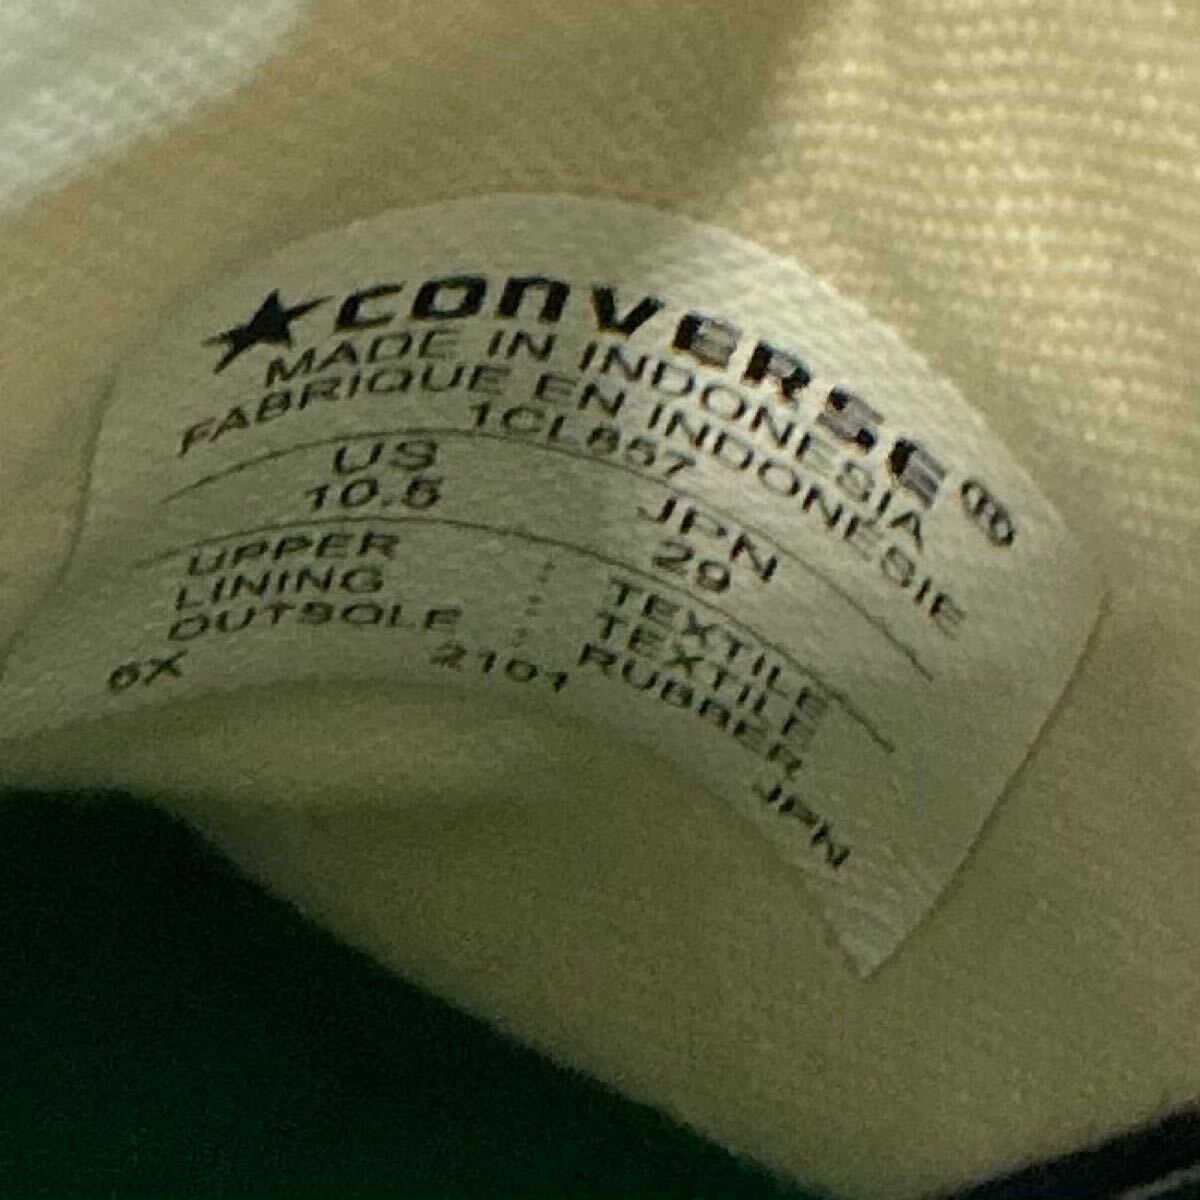 ★CONVERSE®
MADE IN INDONESIA
FABRIQUE EN INDONESIE
1CL657
US JPN
10.5 29
UPPER : TEXTILE
LINING : TEXTILE
OUTSOLE : RUBBER
6X 2101 JPN